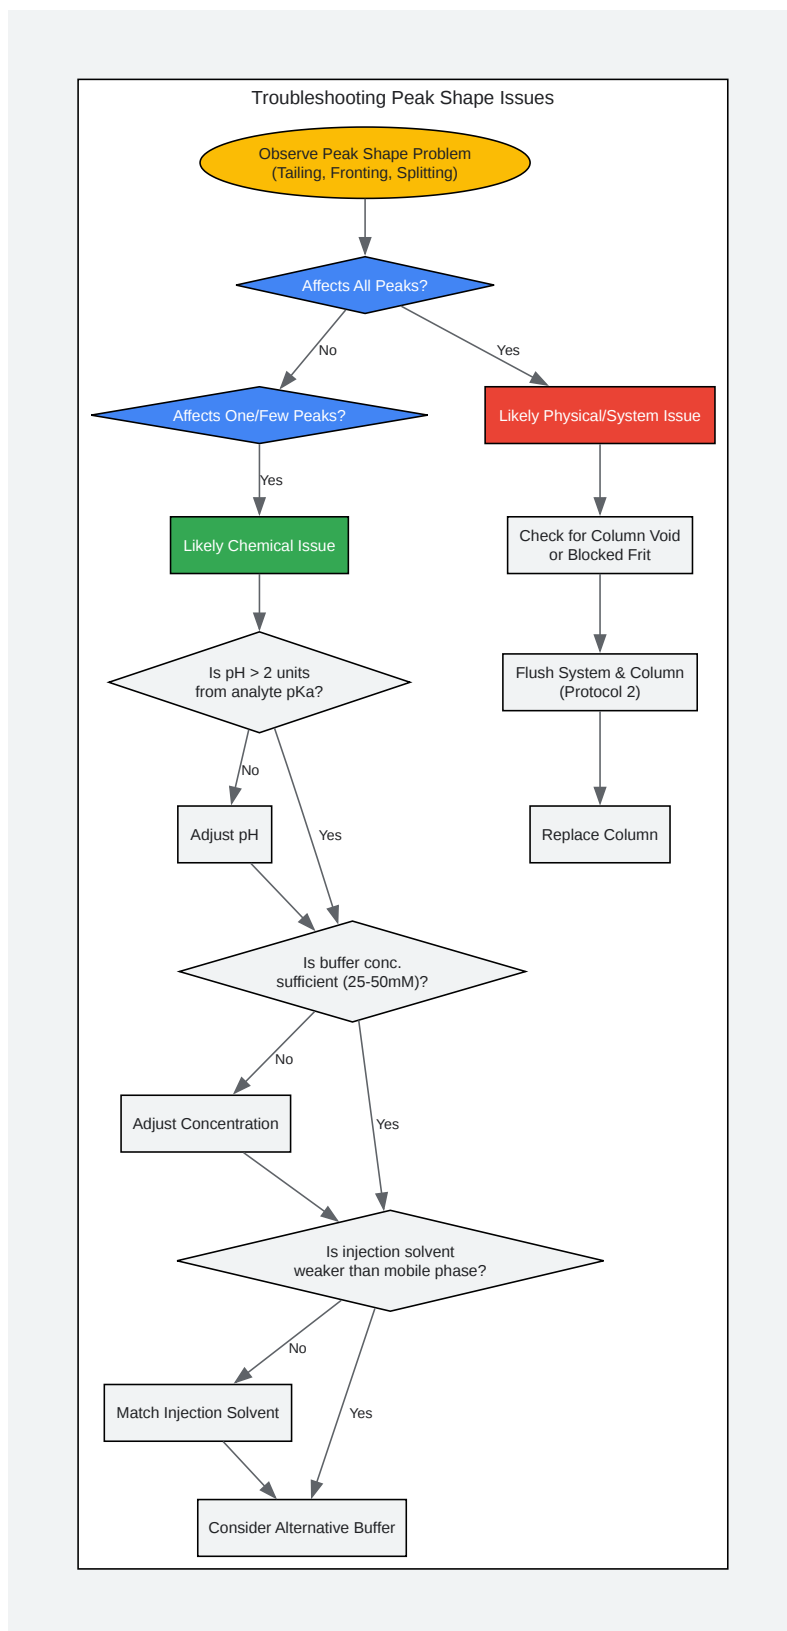 Troubleshooting Peak Shape Issues
Observe Peak Shape Problem
(Tailing, Fronting, Splitting)
Affects All Peaks?
No
Yes
Affects One/Few Peaks?
Likely Physical/System Issue
Yes
Likely Chemical Issue
Check for Column Void
or Blocked Frit
Is pH > 2 units
from analyte pKa?
Flush System & Column
(Protocol 2)
No
Yes
Adjust pH
Replace Column
Is buffer conc.
sufficient (25-50mM)?
No
Yes
Adjust Concentration
Is injection solvent
weaker than mobile phase?
No
Yes
Match Injection Solvent
Consider Alternative Buffer